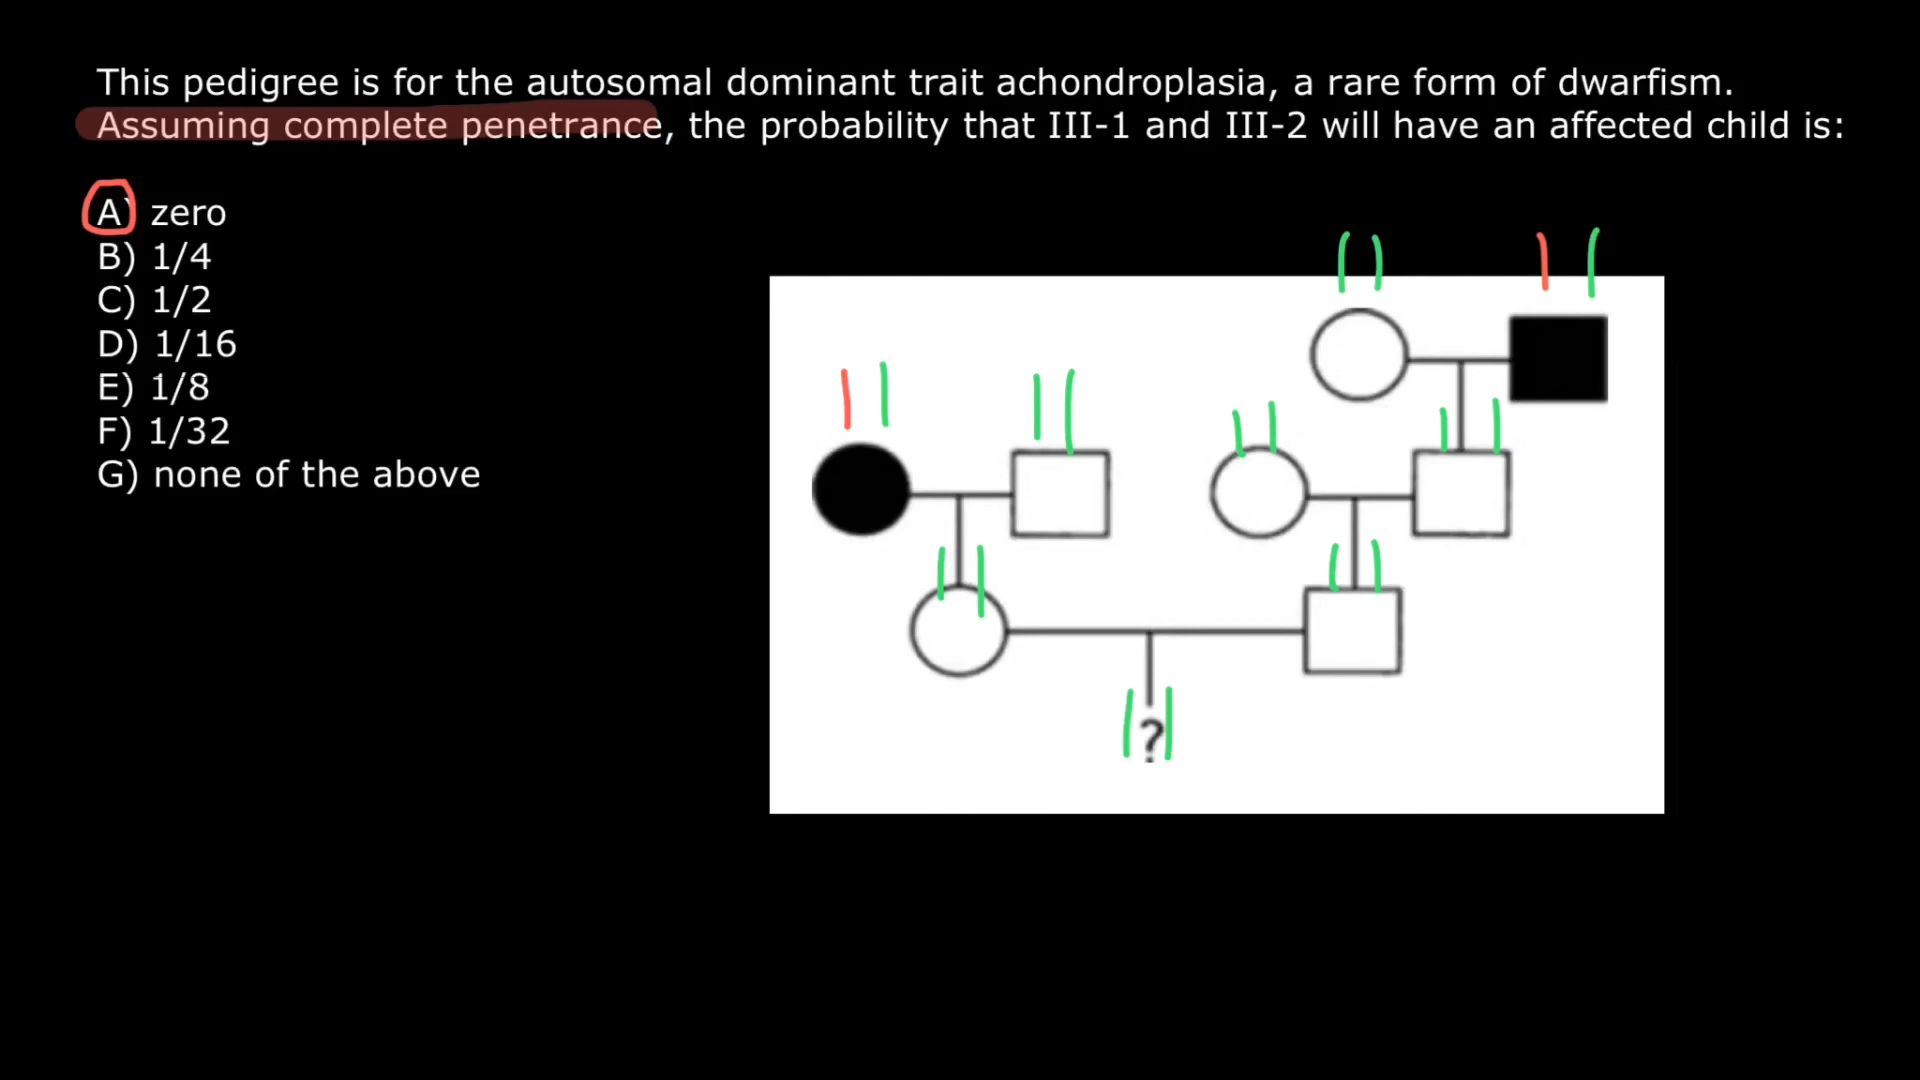 This pedigree is for the autosomal dominant trait achondroplasia, a rare form of dwarfism.
Assuming complete penetrance, the probability that III-1 and III-2 will have an affected child is:
A) zero
B) 1/4
C) 1/2
D) 1/16
E) 1/8
F) 1/32
G) none of the above
?